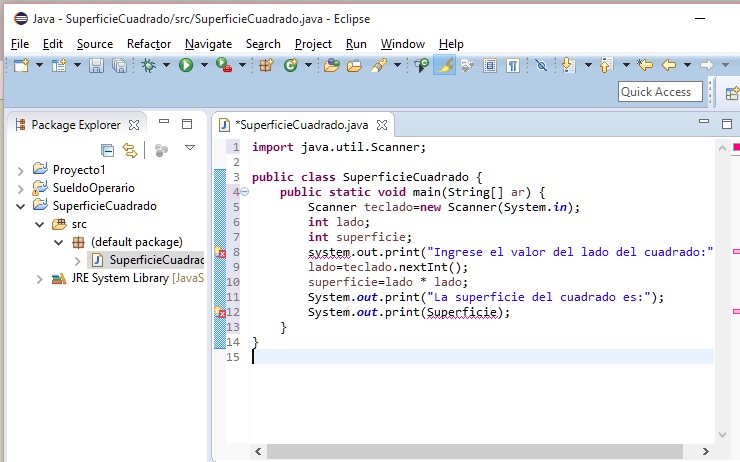 Java - SuperficieCuadrado/src/SuperficieCuadrado.java - Eclipse
File Edit Source Refactor Navigate Search Project Run Window Help
Quick Access
Package Explorer
*SuperficieCuadrado.java
Proyecto1
SueldoOperario
SuperficieCuadrado
src
(default package)
SuperficieCuadrad
JRE System Library [JavaS
1 import java.util.Scanner;
2
3 public class SuperficieCuadrado {
4 public static void main(String[] ar) {
5 Scanner teclado=new Scanner(System.in);
6 int lado;
7 int superficie;
8 system.out.print("Ingrese el valor del lado del cuadrado:"
9 lado=teclado.nextInt();
10 superficie=lado * lado;
11 System.out.print("La superficie del cuadrado es:");
12 System.out.print(Superficie);
13 }
14 }
15